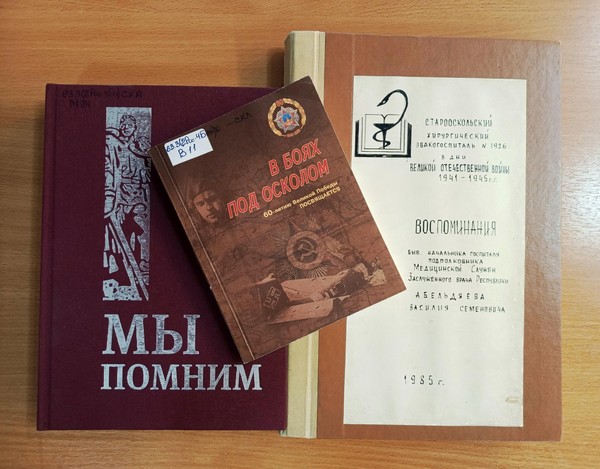 МЫ
ПОМНИМ
В 11
В БОЯХ
ПОД ОСКОЛОМ
60-летию Великой Победы
ПОСВЯЩАЕТСЯ
СТАРООСКОЛЬСКИЙ
ХИРУРГИЧЕСКИЙ
ЭВАКОГОСПИТАЛЬ № 1926
В ДНИ
ВЕЛИКОЙ ОТЕЧЕСТВЕННОЙ ВОЙНЫ
1941-1945 г.г.
ВОСПОМИНАНИЯ
БЫВ. НАЧАЛЬНИКА ГОСПИТАЛЯ
ПОДПОЛКОВНИКА
МЕДИЦИНСКОЙ СЛУЖБЫ
ЗАСЛУЖЕННОГО ВРАЧА РЕСПУБЛИКИ
АБЕЛЬДЯЕВА
ВАСИЛИЯ СЕМЕНОВИЧА
1985 г.